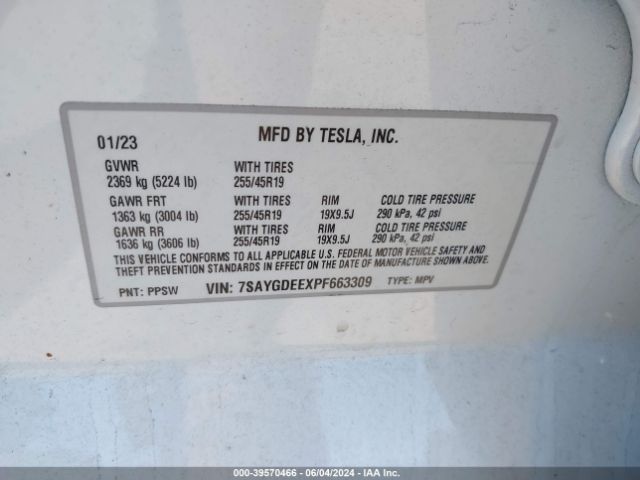 01/23 MFD BY TESLA, INC.
GVWR WITH TIRES
2369 kg (5224 lb) 255/45R19
GAWR FRT WITH TIRES RIM COLD TIRE PRESSURE
1363 kg (3004 lb) 255/45R19 19X9.5J 290 kPa, 42 psi
GAWR RR WITH TIRES RIM COLD TIRE PRESSURE
1636 kg (3606 lb) 255/45R19 19X9.5J 290 kPa, 42 psi
THIS VEHICLE CONFORMS TO ALL APPLICABLE U.S. FEDERAL MOTOR VEHICLE SAFETY AND
THEFT PREVENTION STANDARDS IN EFFECT ON THE DATE OF MANUFACTURE SHOWN ABOVE.
PNT: PPSW VIN: 7SAYGDEEXPF663309 TYPE: MPV
000-39570466 - 06/04/2024 - IAA Inc.